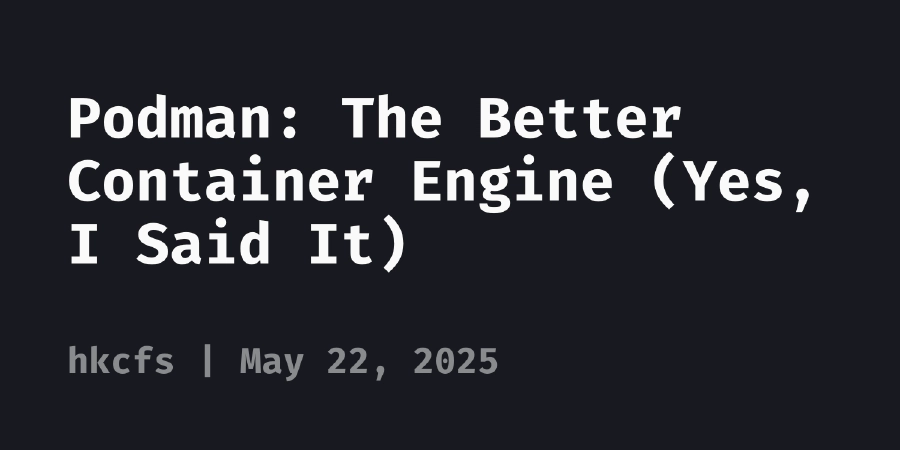 Podman: The Better
Container Engine (Yes,
I Said It)
hkcfs | May 22, 2025